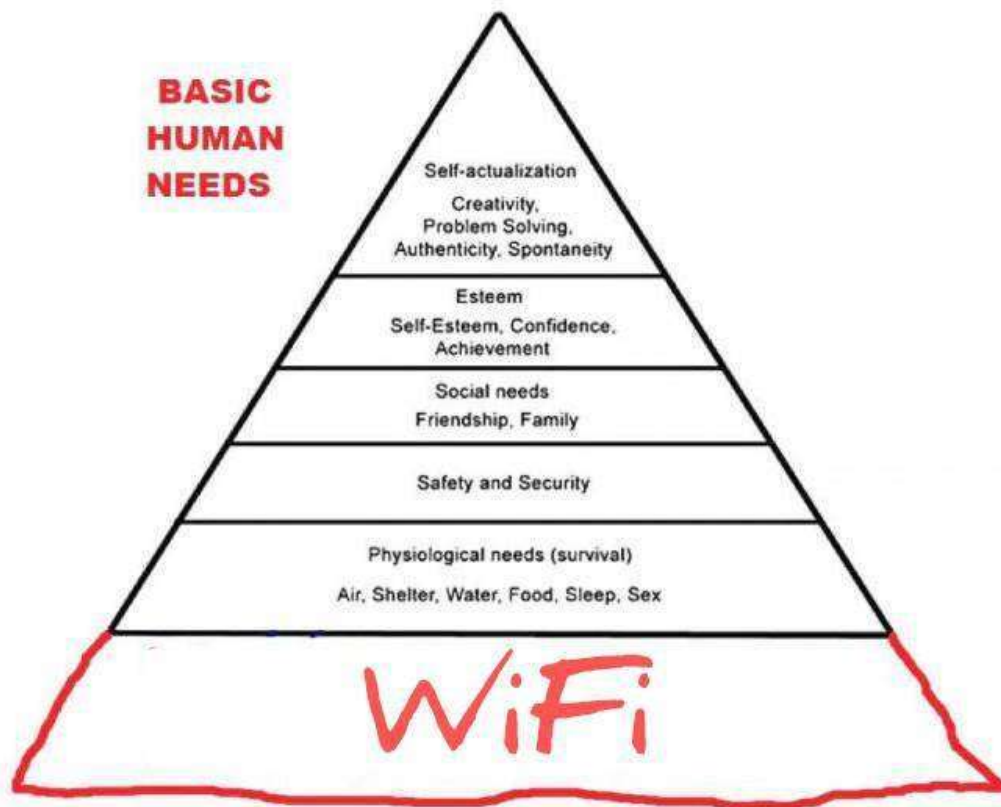 BASIC
HUMAN
NEEDS
Self-actualization
Creativity,
Problem Solving,
Authenticity, Spontaneity
Esteem
Self-Esteem, Confidence,
Achievement
Social needs
Friendship, Family
Safety and Security
Physiological needs (survival)
Air, Shelter, Water, Food, Sleep, Sex
WiFi